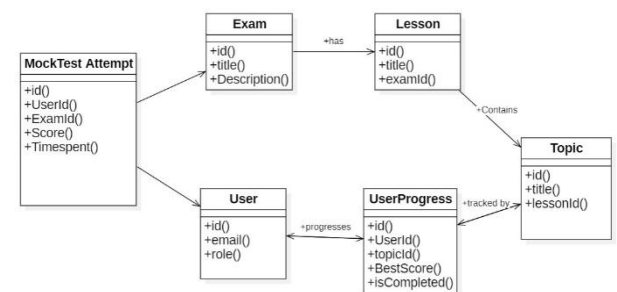 Exam
+id()
+title()
+Description()
+has
Lesson
+id()
+title()
+examId()
MockTest Attempt
+id()
+UserId()
+ExamId()
+Score()
+Timespent()
+Contains
Topic
+id()
+title()
+lessonId()
User
+id()
+email()
+role()
+progresses
UserProgress
+id()
+UserId()
+topicId()
+BestScore()
+isCompleted()
+tracked by